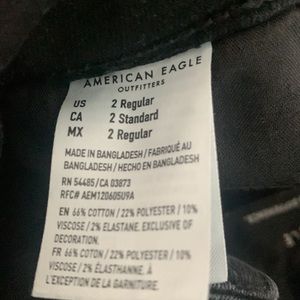 AMERICAN EAGLE
OUTFITTERS
US 2 Regular
CA 2 Standard
MX 2 Regular
MADE IN BANGLADESH / FABRIQUÉ AU
BANGLADESH / HECHO EN BANGLADESH
RN 54485/CA 03873
RFC# AEM120605U9A
EN 66% COTTON / 22% POLYESTER / 10%
VISCOSE / 2% ELASTANE. EXCLUSIVE OF
DECORATION.
FR 66% COTON / 22% POLYESTER / 10%
VISCOSE / 2% ÉLASTHANNE. À
L'EXCEPTION DE LA GARNITURE.